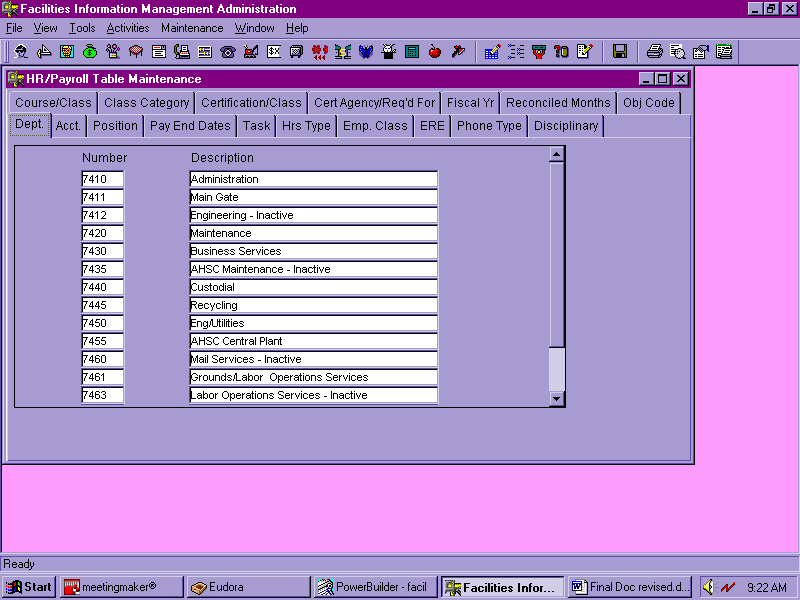 Facilities Information Management Administration
File View Tools Activities Maintenance Window Help
HR/Payroll Table Maintenance
Course/Class Class Category Certification/Class Cert Agency/Req'd For Fiscal Yr Reconciled Months Obj Code
Dept. Acct. Position Pay End Dates Task Hrs Type Emp. Class ERE Phone Type Disciplinary
Number Description
7410 Administration
7411 Main Gate
7412 Engineering - Inactive
7420 Maintenance
7430 Business Services
7435 AHSC Maintenance - Inactive
7440 Custodial
7445 Recycling
7450 Eng/Utilities
7455 AHSC Central Plant
7460 Mail Services - Inactive
7461 Grounds/Labor  Operations Services
7463 Labor Operations Services - Inactive
Ready
Start meetingmaker® Eudora PowerBuilder - facil Facilities Infor... Final Doc revised.d... 9:22 AM